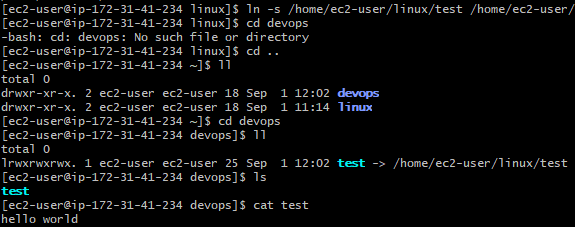 [ec2-user@ip-172-31-41-234 linux]$ ln -s /home/ec2-user/linux/test /home/ec2-user/
[ec2-user@ip-172-31-41-234 linux]$ cd devops
-bash: cd: devops: No such file or directory
[ec2-user@ip-172-31-41-234 linux]$ cd ..
[ec2-user@ip-172-31-41-234 ~]$ ll
total 0
drwxr-xr-x. 2 ec2-user ec2-user 18 Sep  1 12:02 devops
drwxr-xr-x. 2 ec2-user ec2-user 18 Sep  1 11:14 linux
[ec2-user@ip-172-31-41-234 ~]$ cd devops
[ec2-user@ip-172-31-41-234 devops]$ ll
total 0
lrwxrwxrwx. 1 ec2-user ec2-user 25 Sep  1 12:02 test -> /home/ec2-user/linux/test
[ec2-user@ip-172-31-41-234 devops]$ ls
test
[ec2-user@ip-172-31-41-234 devops]$ cat test
hello world